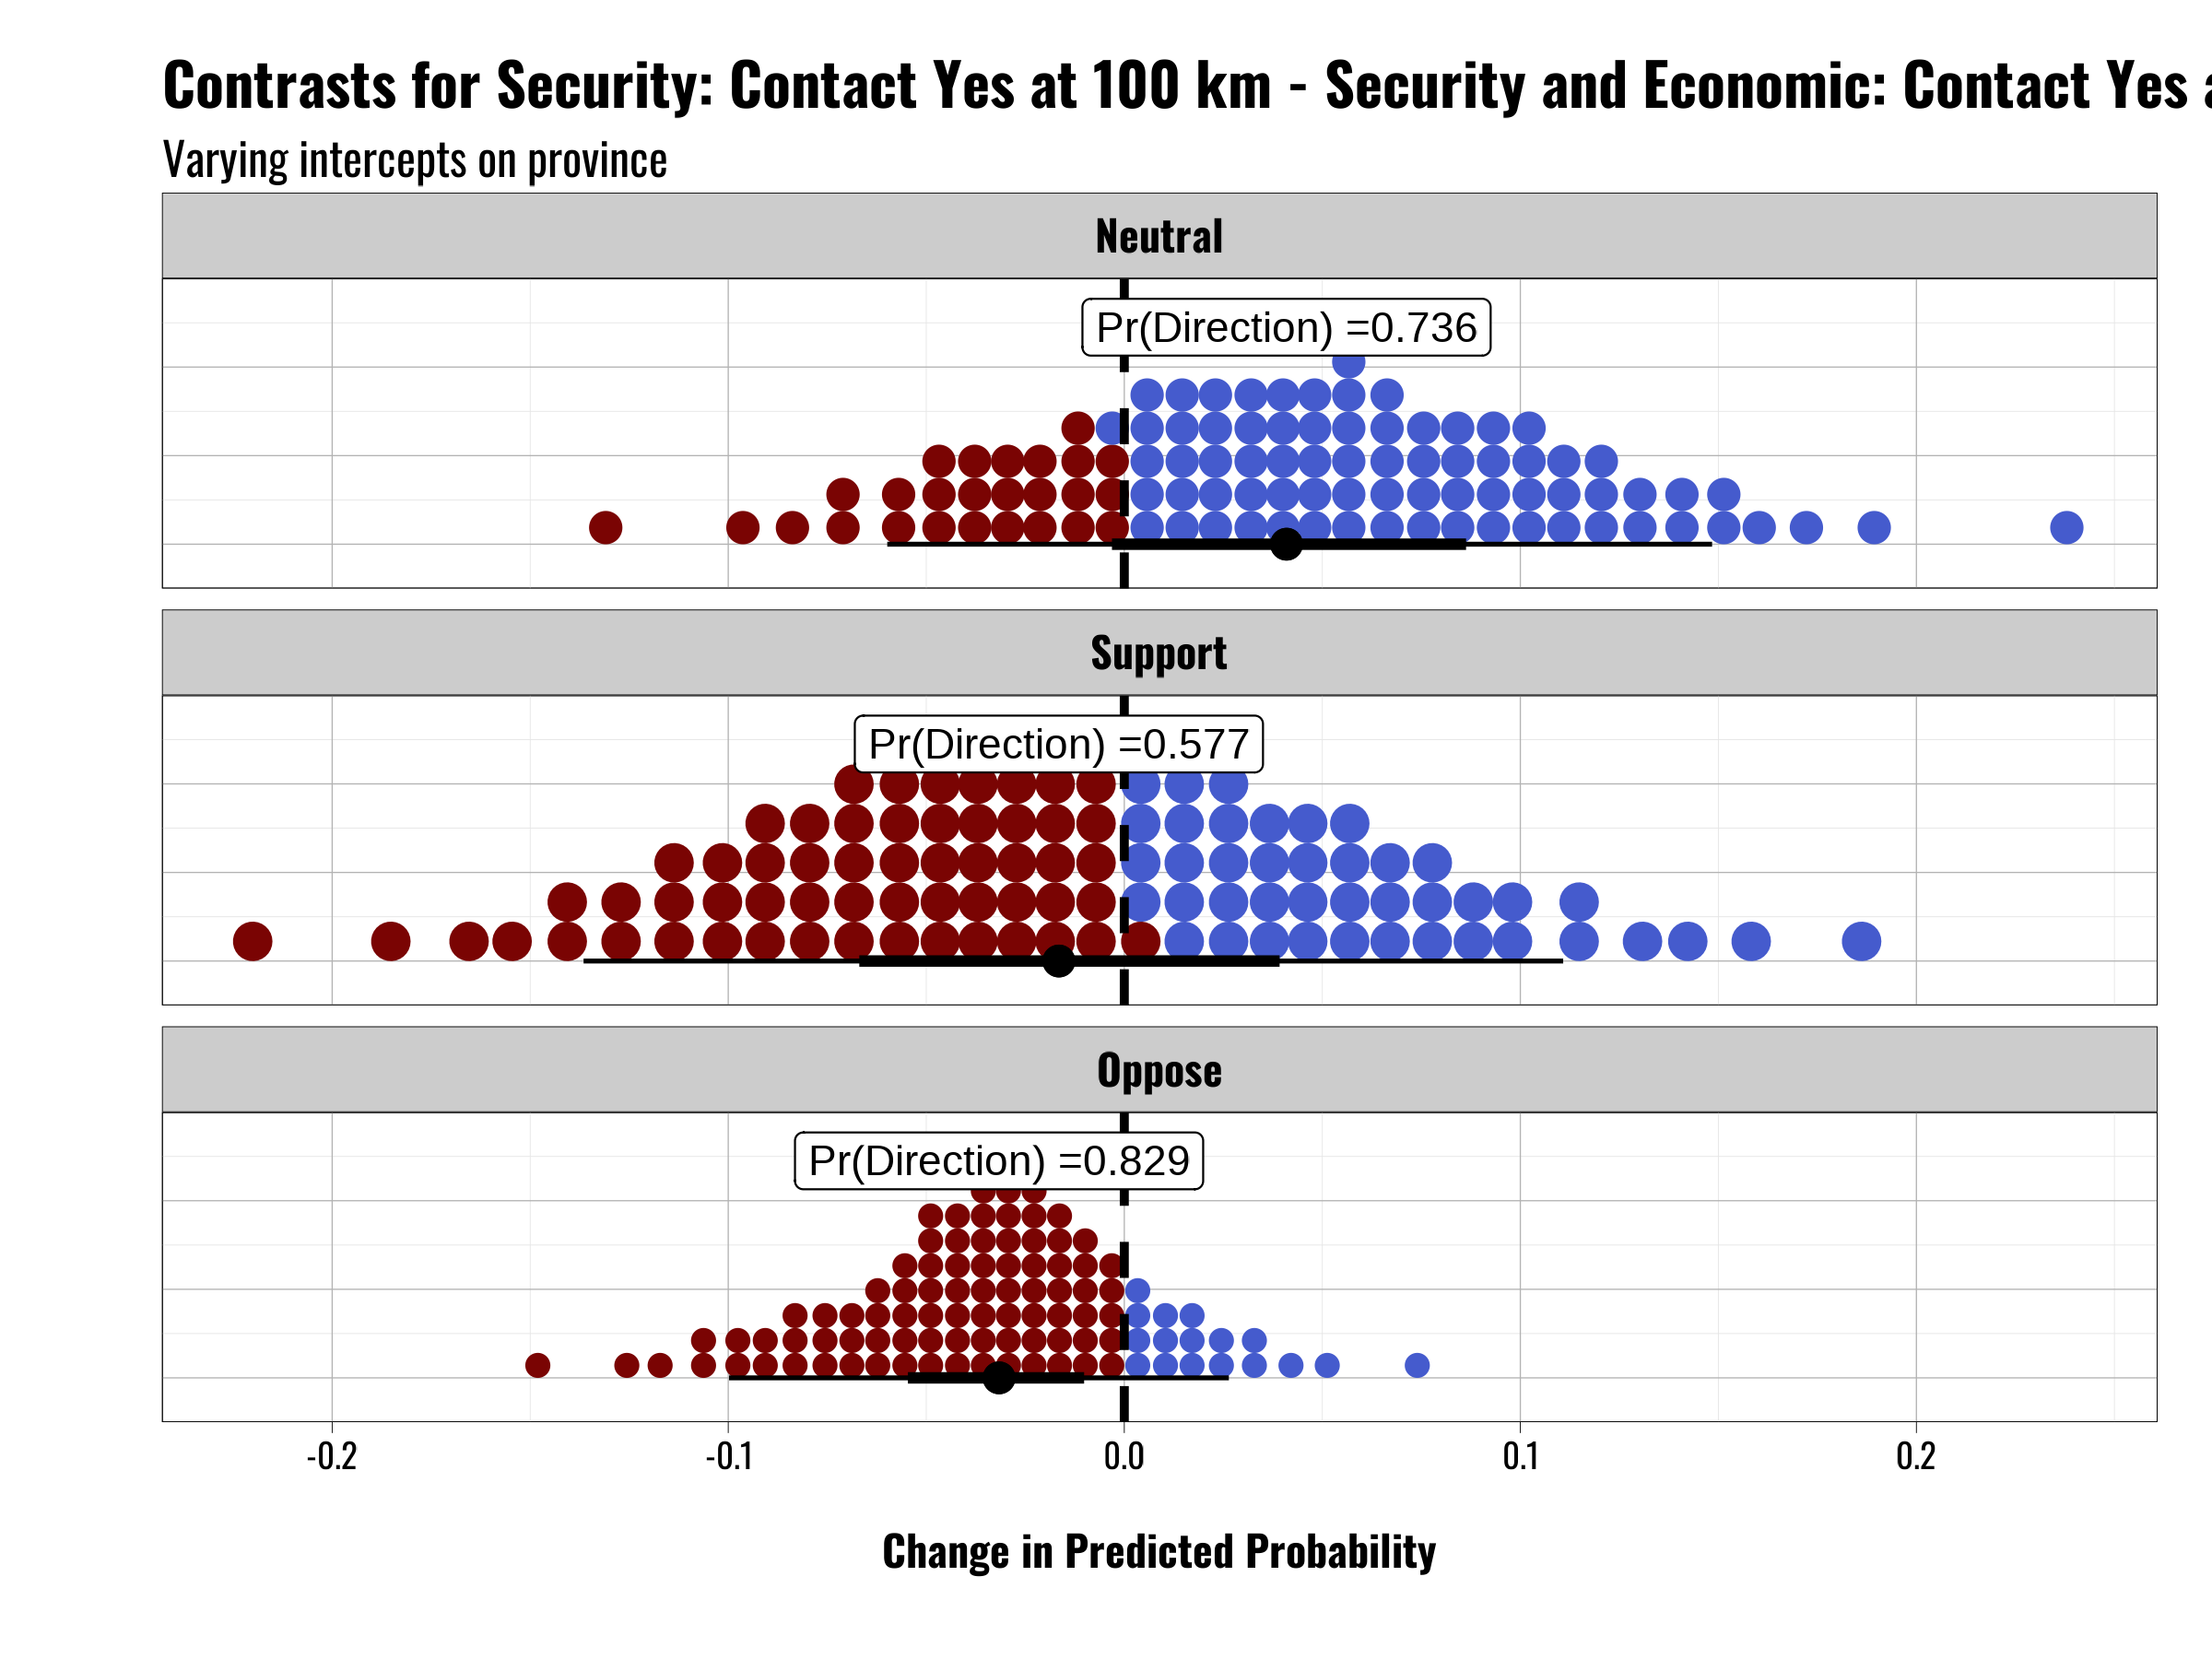 Contrasts for Security: Contact Yes at 100 km - Security and Economic: Contact Yes
Varying intercepts on province
Neutral
Pr(Direction) =0.736
Support
Pr(Direction) =0.577
Oppose
Pr(Direction) =0.829
-0.2 -0.1 0.0 0.1 0.2
Change in Predicted Probability